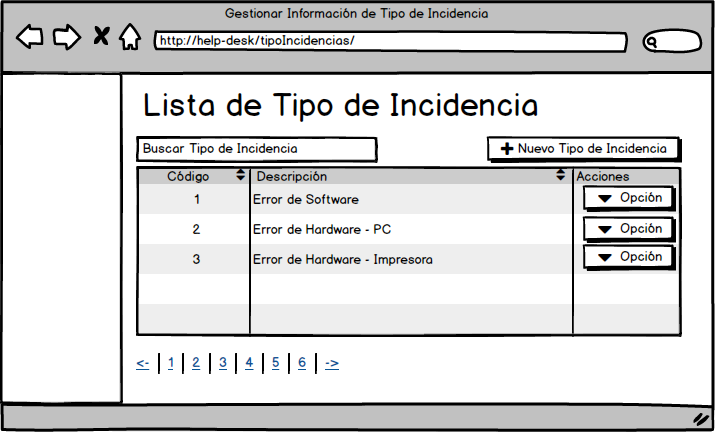 Gestionar Información de Tipo de Incidencia
http://help-desk/tipoIncidencias/
Lista de Tipo de Incidencia
Buscar Tipo de Incidencia
Nuevo Tipo de Incidencia
Código Descripción Acciones
1 Error de Software Opción
2 Error de Hardware - PC Opción
3 Error de Hardware - Impresora Opción
<- | 1 | 2 | 3 | 4 | 5 | 6 | ->